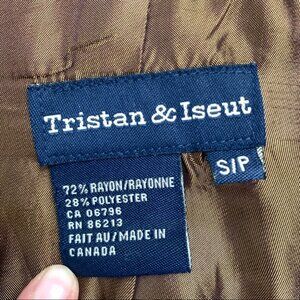 Tristan & Iseut
S/P
72% RAYON/RAYONNE
28% POLYESTER
CA 06796
RN 86213
FAIT AU/MADE IN
CANADA